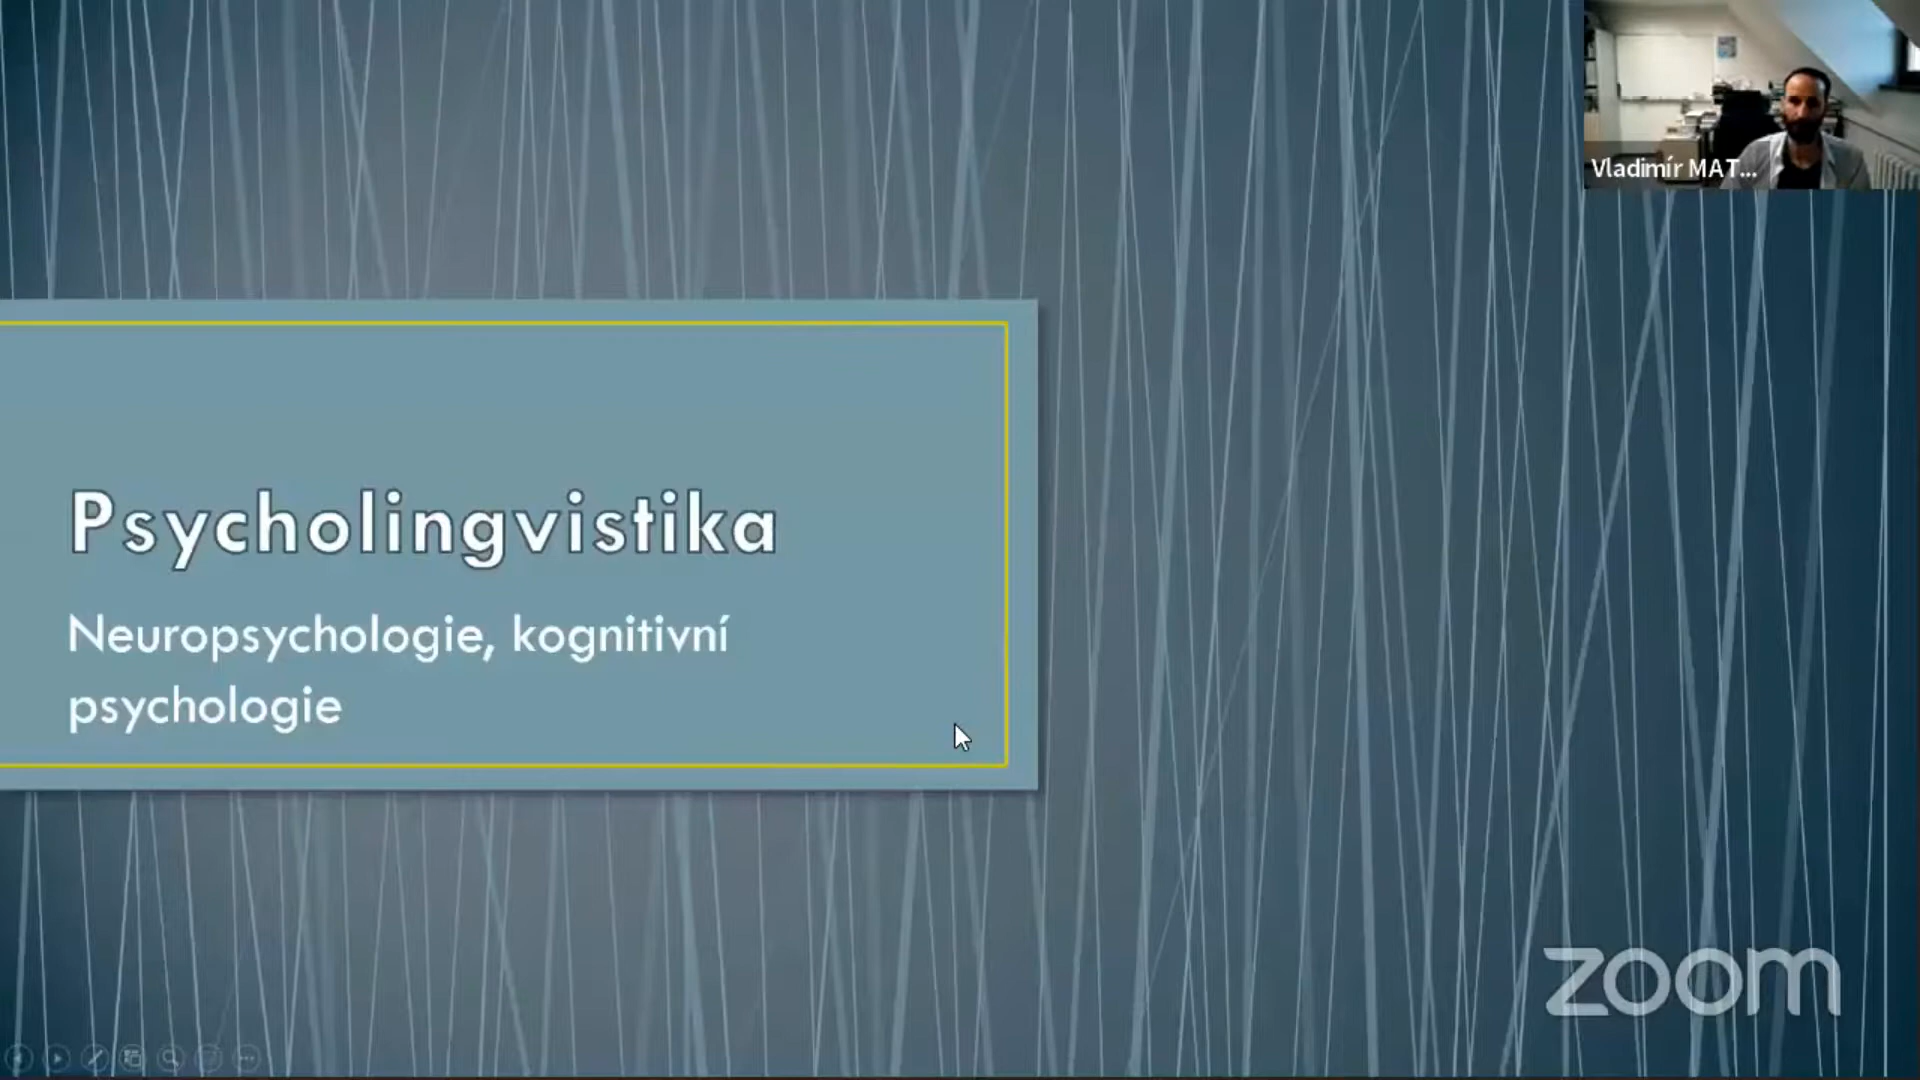 Vladimír MAT...
Psycholingvistika
Neuropsychologie, kognitivní
psychologie
zoom